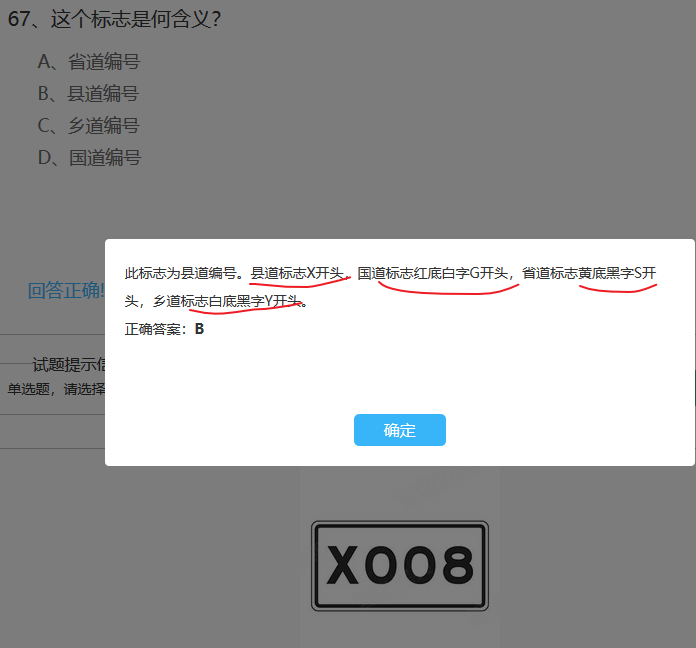 67、这个标志是何含义?
A、省道编号
B、县道编号
C、乡道编号
D、国道编号
此标志为县道编号。县道标志X开头，国道标志红底白字G开头，省道标志黄底黑字S开
头，乡道标志白底黑字Y开头。
回答正确!
正确答案：B
试题提示信
单选题，请选择
确定
X008